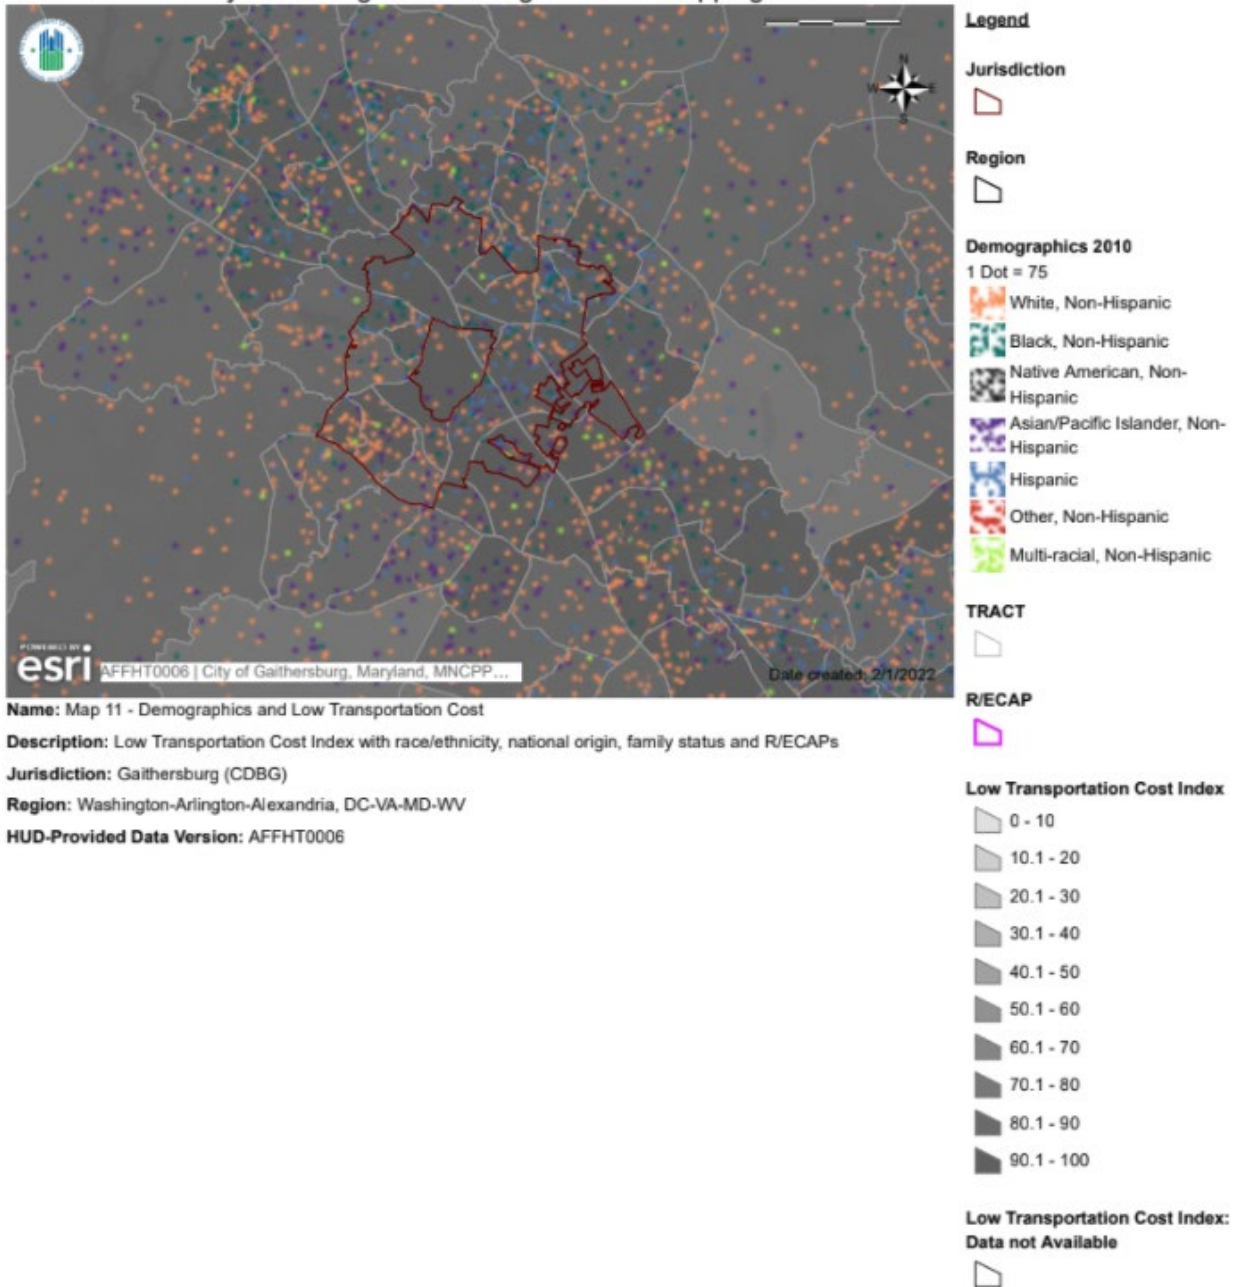 Legend
Jurisdiction
Region
Demographics 2010
1 Dot = 75
White, Non-Hispanic
Black, Non-Hispanic
Native American, Non-
Hispanic
Asian/Pacific Islander, Non-
Hispanic
Hispanic
Other, Non-Hispanic
Multi-racial, Non-Hispanic
TRACT
R/ECAP
Low Transportation Cost Index
0 - 10
10.1 - 20
20.1 - 30
30.1 - 40
40.1 - 50
50.1 - 60
60.1 - 70
70.1 - 80
80.1 - 90
90.1 - 100
Low Transportation Cost Index:
Data not Available
N
W E
S
POWERED BY
esri
AFFHT0006 | City of Gaithersburg, Maryland, MNCPP...
Date created: 2/1/2022
Name: Map 11 - Demographics and Low Transportation Cost
Description: Low Transportation Cost Index with race/ethnicity, national origin, family status and R/ECAPs
Jurisdiction: Gaithersburg (CDBG)
Region: Washington-Arlington-Alexandria, DC-VA-MD-WV
HUD-Provided Data Version: AFFHT0006